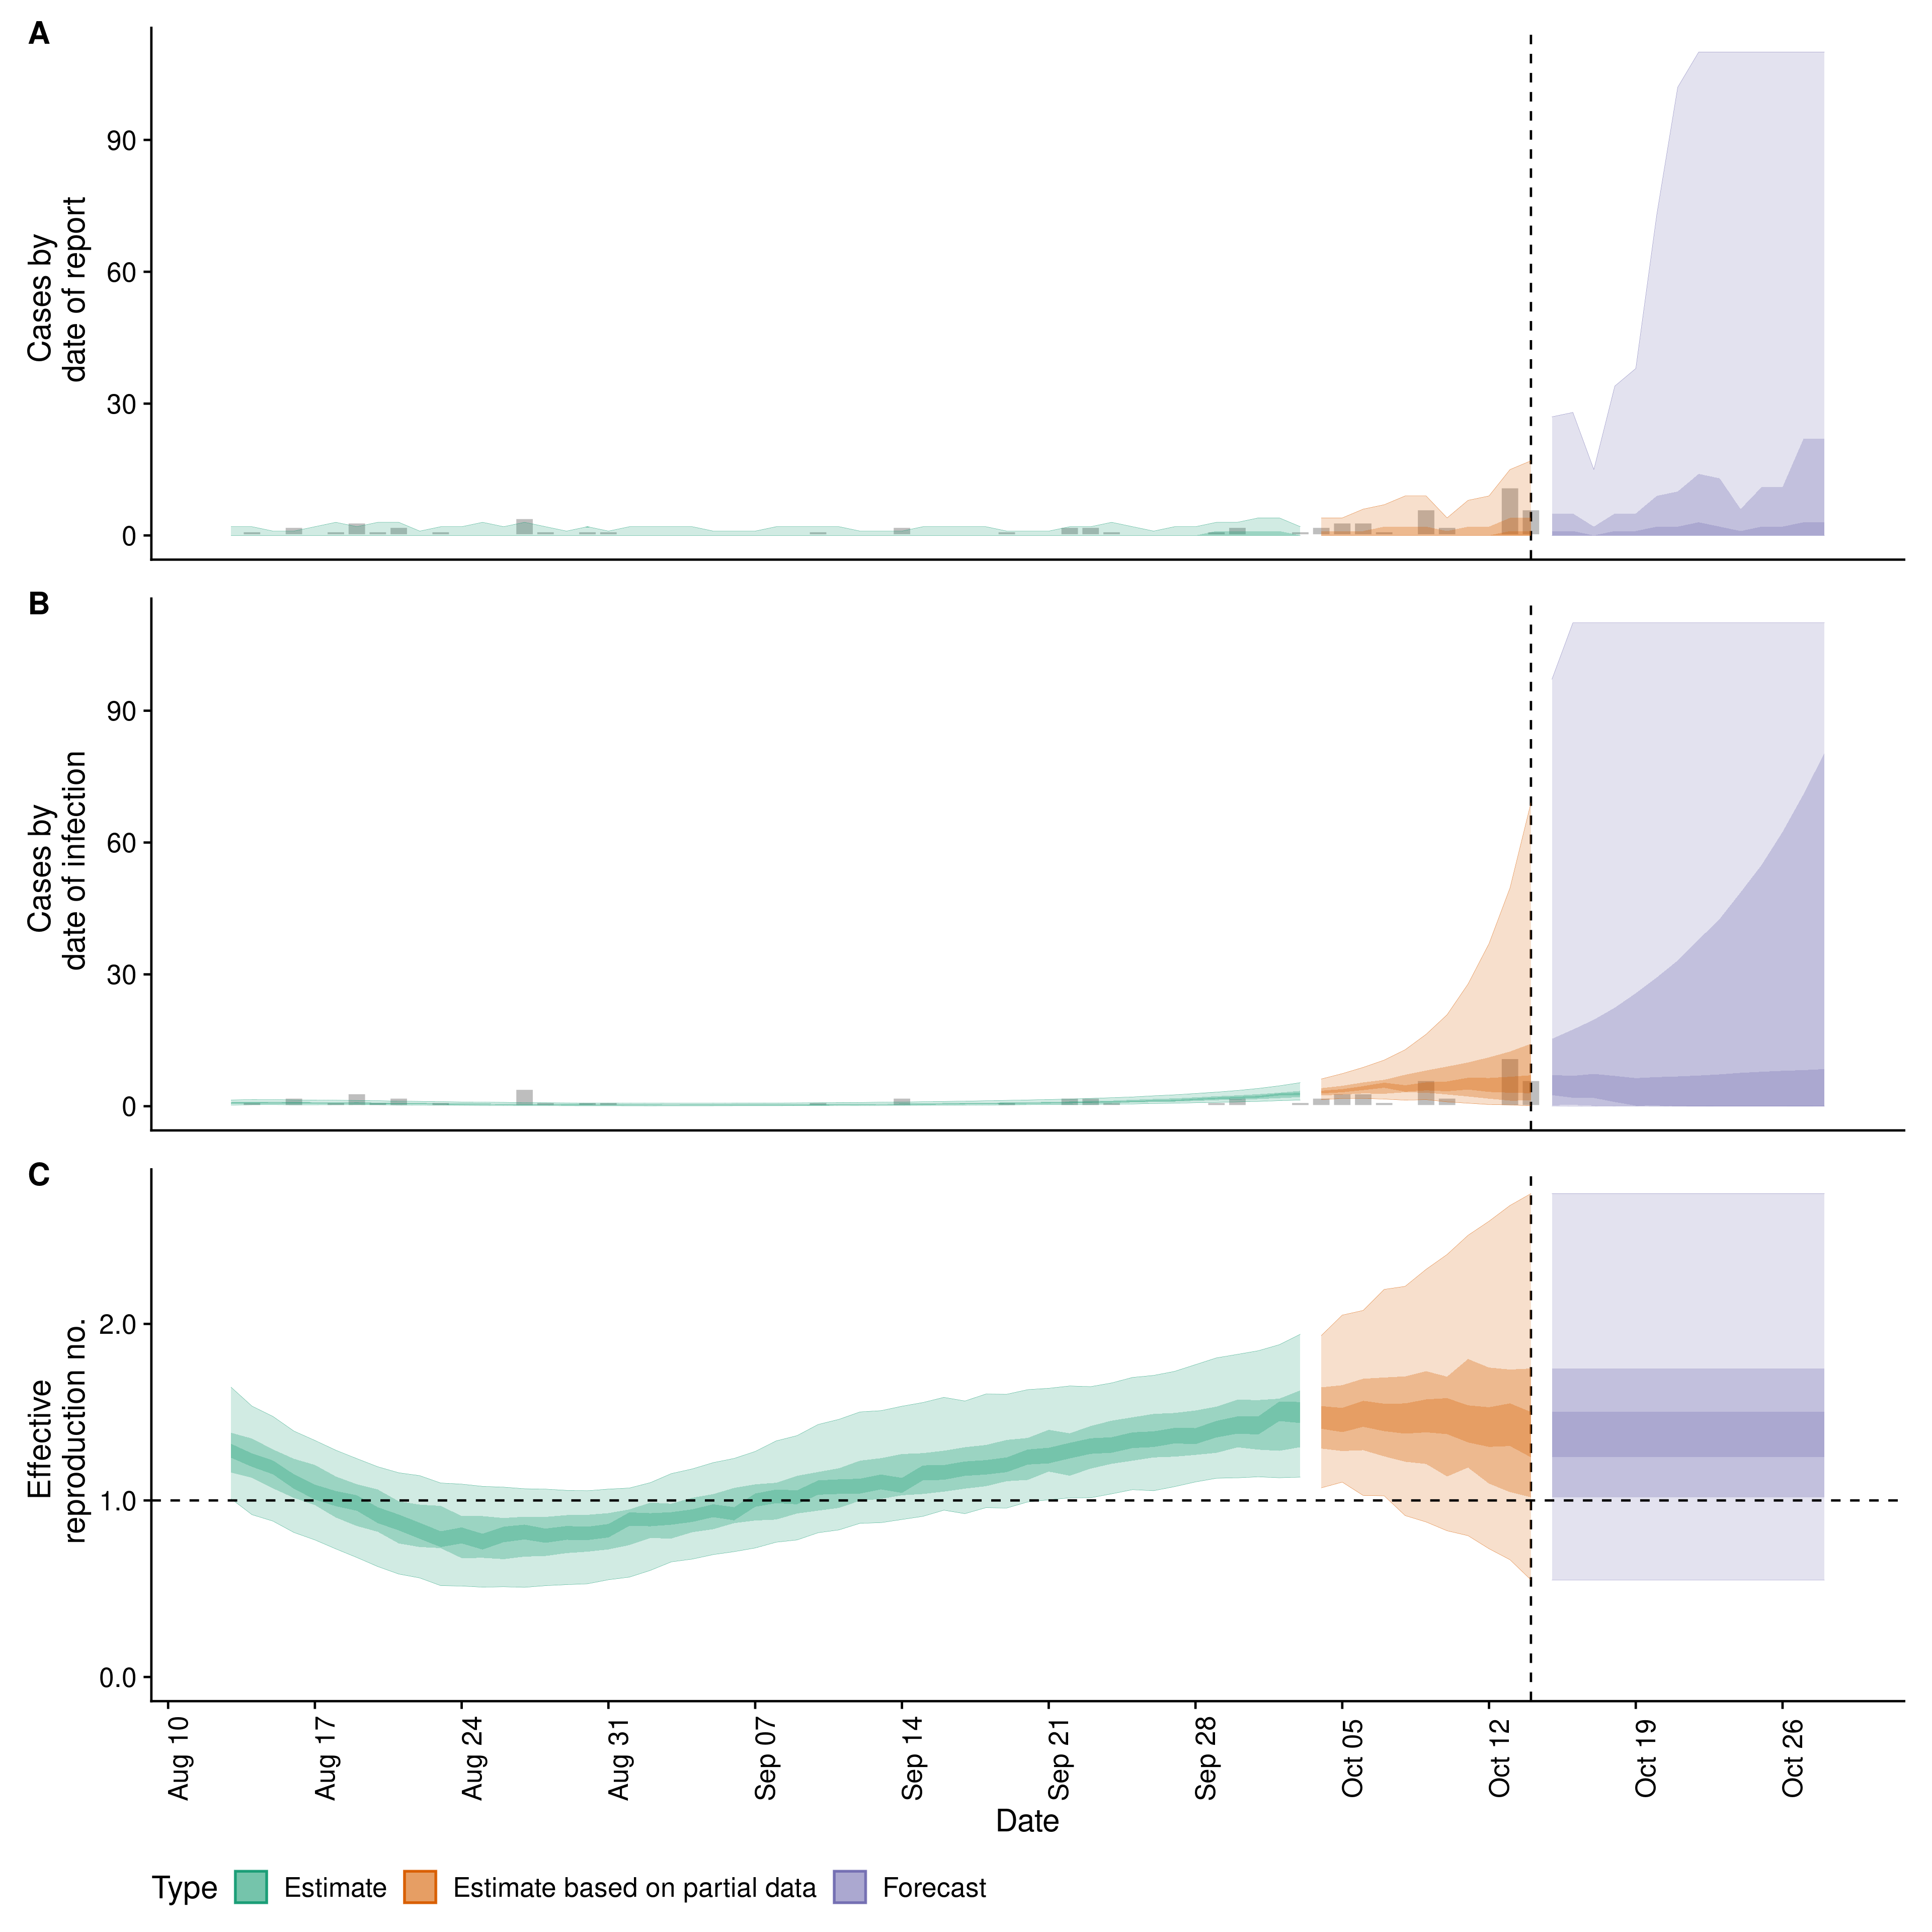 A
Cases by
date of report
90
60
30
0
B
Cases by
date of infection
90
60
30
0
C
Effective
reproduction no.
2.0
1.0
0.0
Aug 10
Aug 17
Aug 24
Aug 31
Sep 07
Sep 14
Sep 21
Sep 28
Oct 05
Oct 12
Oct 19
Oct 26
Date
Type Estimate Estimate based on partial data Forecast